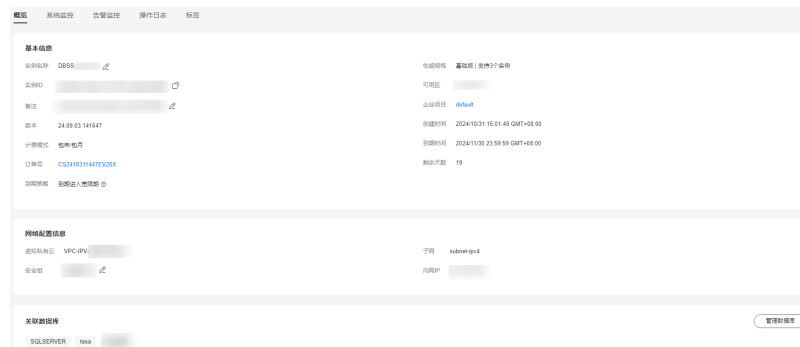 概览 系统监控 告警监控 操作日志 标签
基本信息
实例名称 DBSS
性能规格 基础版 | 支持3个实例
实例ID
可用区
备注
企业项目 default
版本 24.09.03.141647
创建时间 2024/10/31 15:01:49 GMT+08:00
计费模式 包年/包月
到期时间 2024/11/30 23:59:59 GMT+08:00
订单号 CS2410311447EV28X
剩余天数 19
到期策略 到期进入宽限期
网络配置信息
虚拟私有云 VPC-IPV-
子网 subnet-ipv4
安全组
内网IP
关联数据库
管理数据库
SQLSERVER tesa